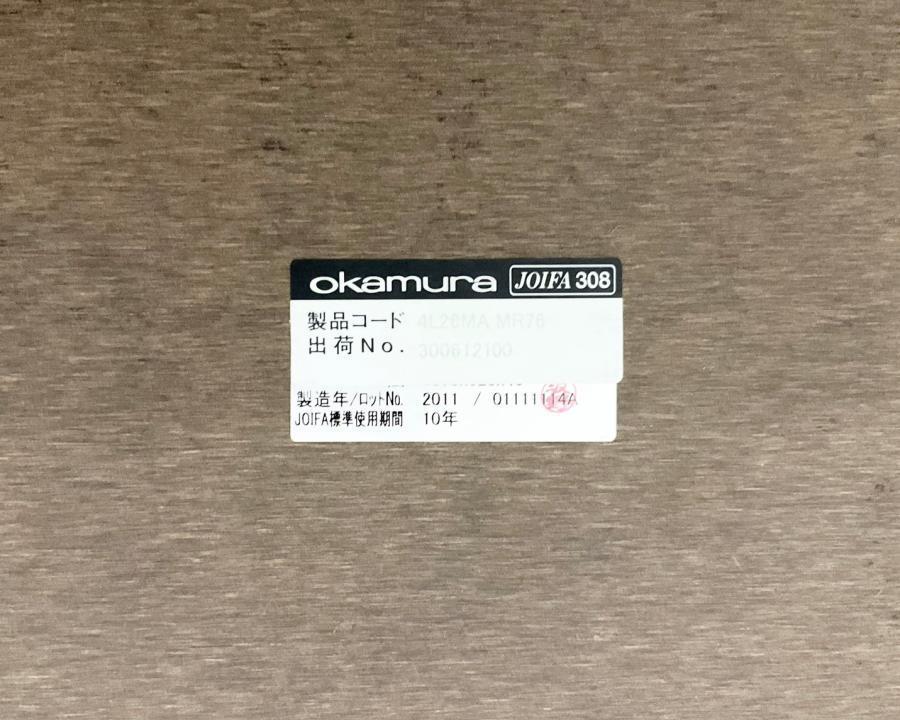 okamura JOIFA 308
製品コード 4L26MA MR76
出荷No. 300612100
製造年/ロットNo. 2011 / 01111114A
JOIFA標準使用期間 10年